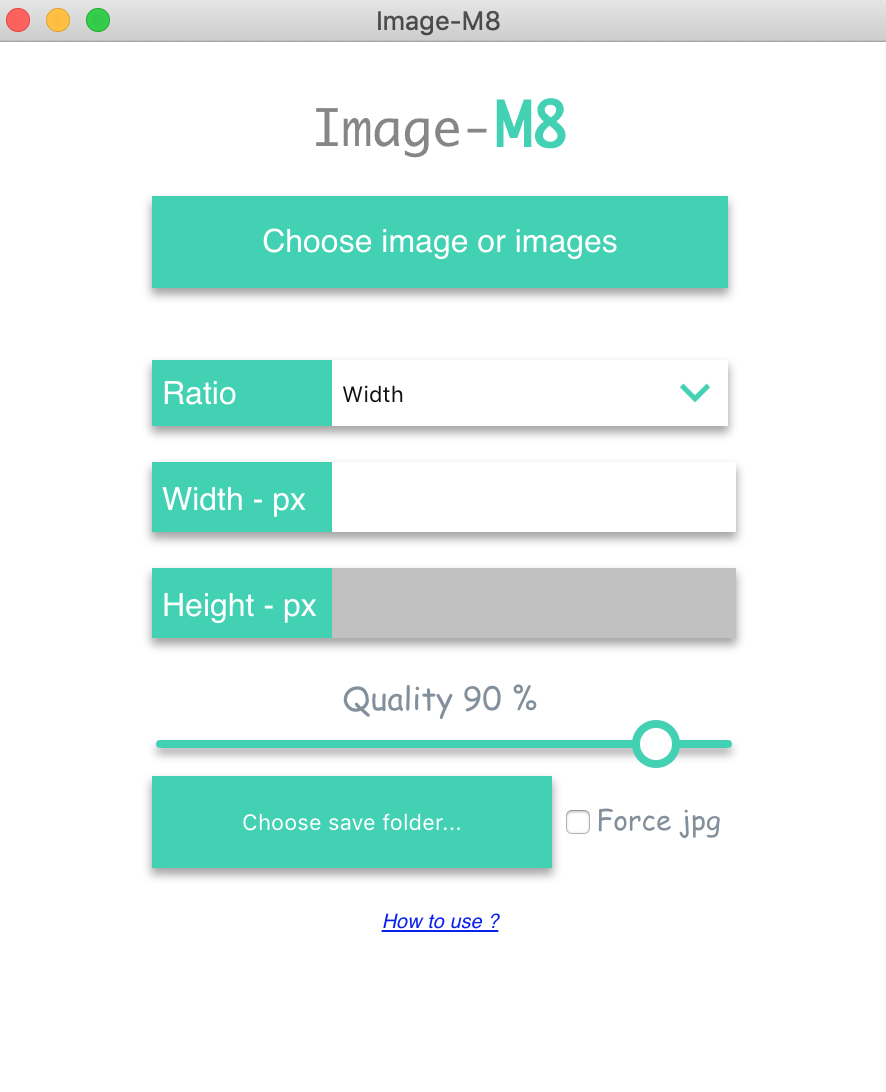 Image-M8
Image-M8
Choose image or images
Ratio Width
Width - px
Height - px
Quality 90 %
Choose save folder... Force jpg
How to use ?